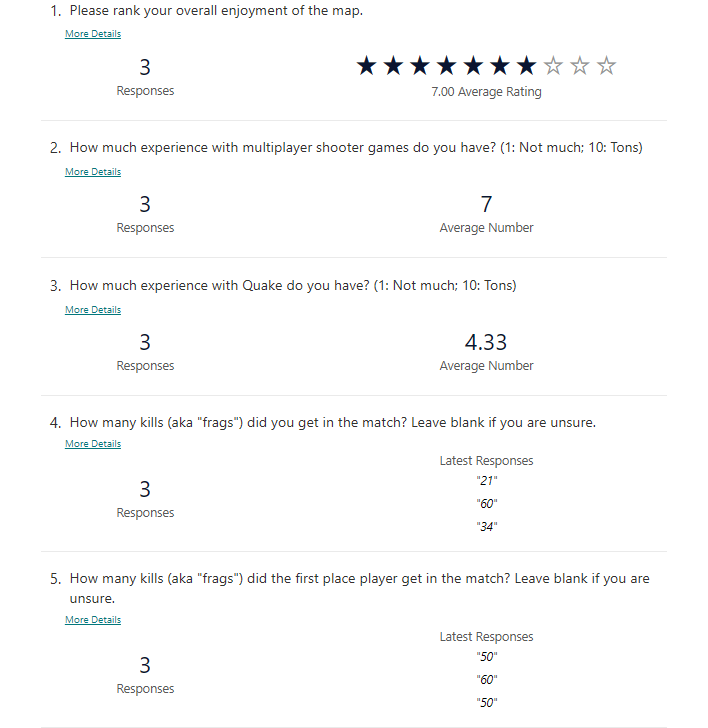 1. Please rank your overall enjoyment of the map.
More Details
3
Responses
7.00 Average Rating
2. How much experience with multiplayer shooter games do you have? (1: Not much; 10: Tons)
More Details
3
Responses
7
Average Number
3. How much experience with Quake do you have? (1: Not much; 10: Tons)
More Details
3
Responses
4.33
Average Number
4. How many kills (aka "frags") did you get in the match? Leave blank if you are unsure.
More Details
3
Responses
Latest Responses
"21"
"60"
"34"
5. How many kills (aka "frags") did the first place player get in the match? Leave blank if you are
unsure.
More Details
3
Responses
Latest Responses
"50"
"60"
"50"